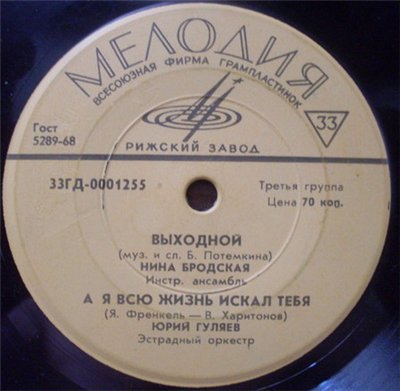 МЕЛОДИЯ
ВСЕСОЮЗНАЯ ФИРМА ГРАМПЛАСТИНОК
33
Гост
5289-68
РИЖСКИЙ ЗАВОД
33ГД-0001255
Третья группа
Цена 70 коп.
ВЫХОДНОЙ
(муз. и сл. Б. Потемкина)
НИНА БРОДСКАЯ
Инстр. ансамбль
А Я ВСЮ ЖИЗНЬ ИСКАЛ ТЕБЯ
(Я. Френкель — В. Харитонов)
ЮРИЙ ГУЛЯЕВ
Эстрадный оркестр